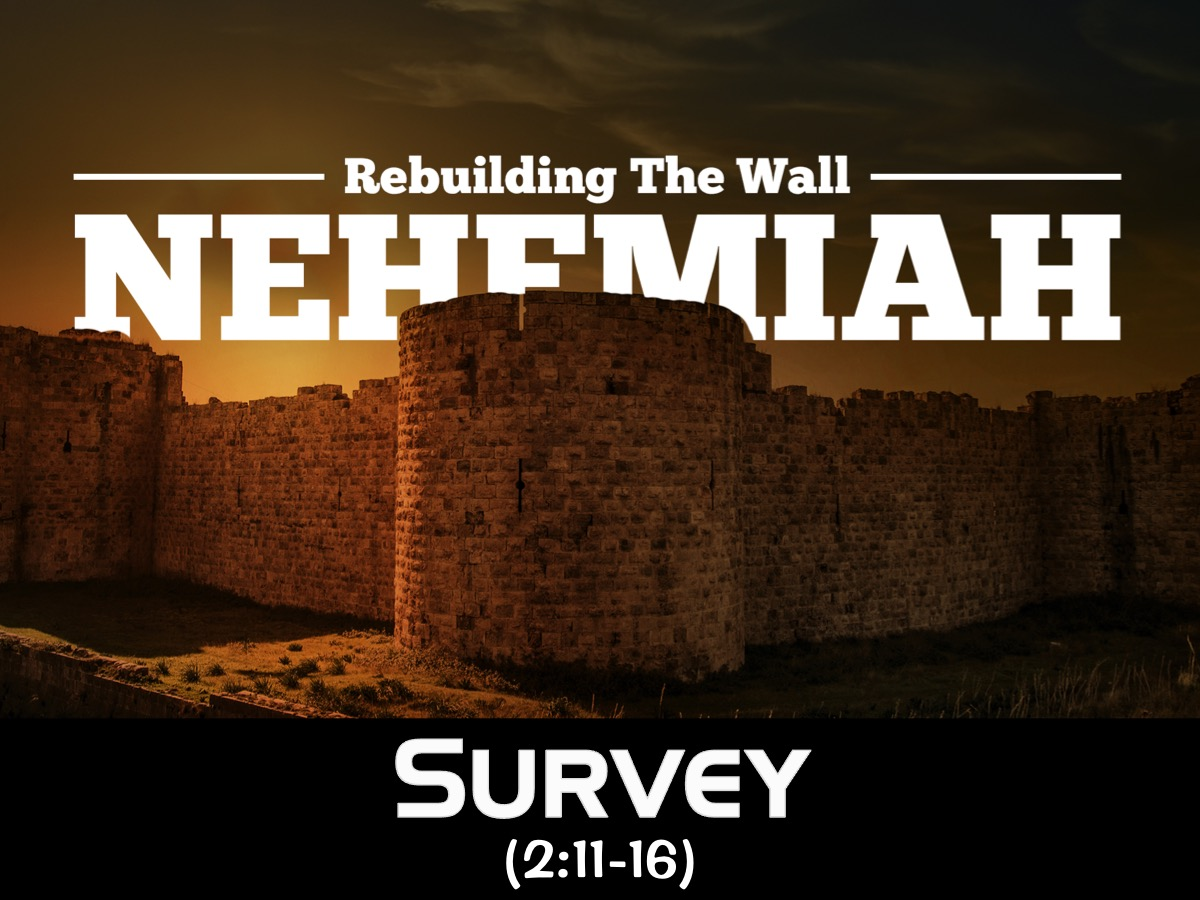 Rebuilding The Wall
NEHEMIAH
SURVEY
(2:11-16)